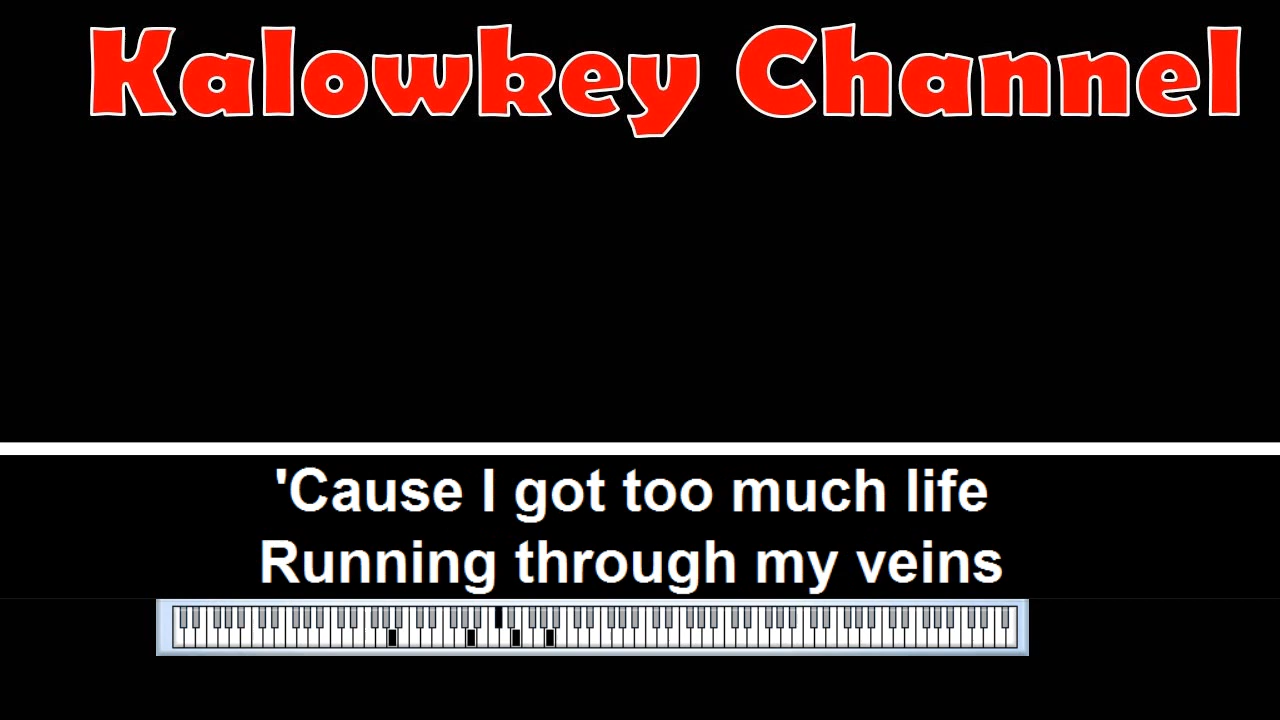 Kalowkey Channel
'Cause I got too much life
Running through my veins